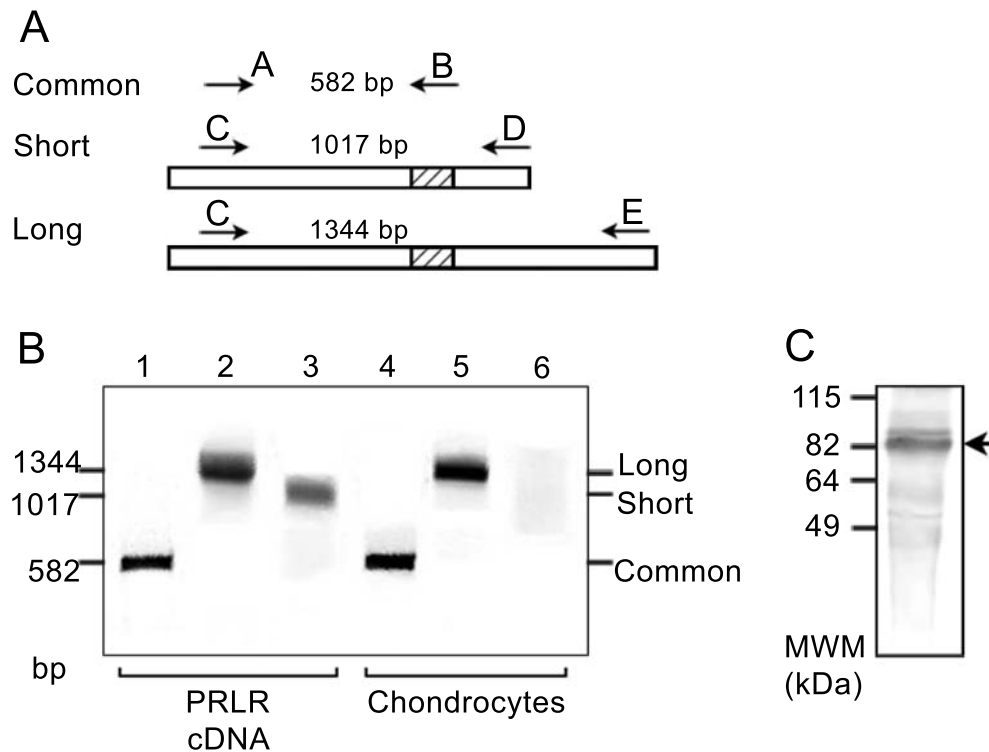 A
Common A 582 bp B
Short C 1017 bp D
Long C 1344 bp E
B
1 2 3 4 5 6
1344
1017
582
bp
Long
Short
Common
PRLR
cDNA
Chondrocytes
C
115
82
64
49
MWM
(kDa)